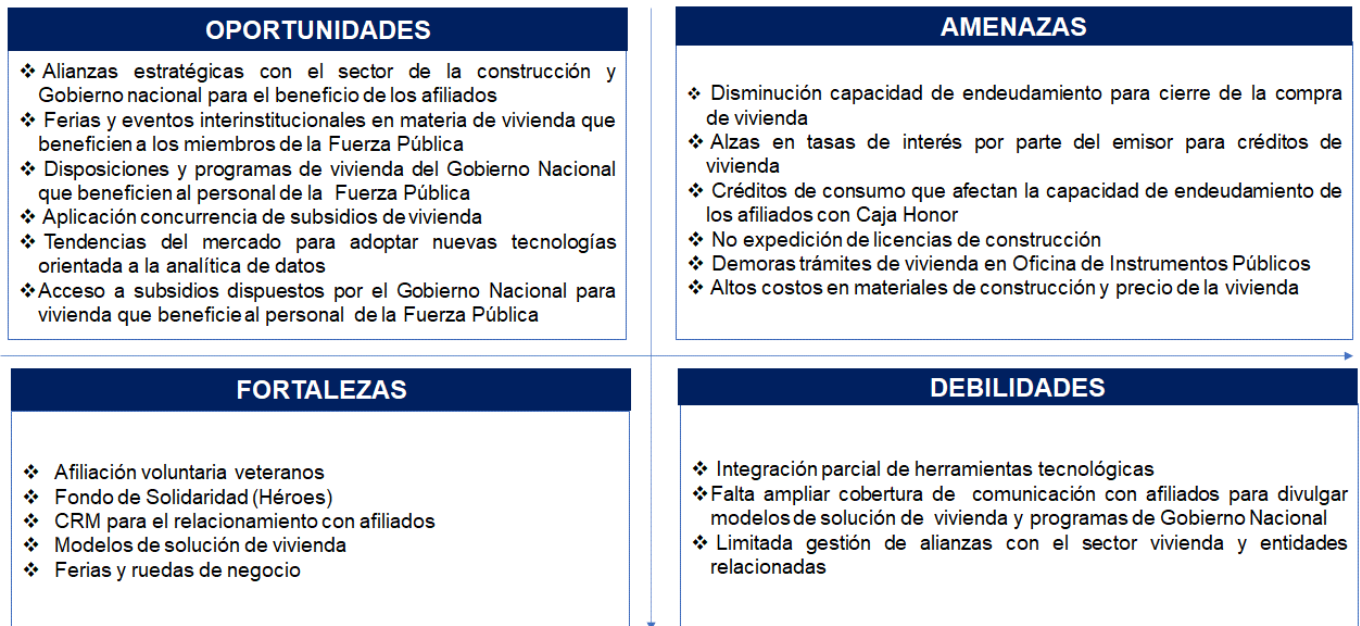 OPORTUNIDADES
❖ Alianzas estratégicas con el sector de la construcción y
Gobierno nacional para el beneficio de los afiliados
❖ Ferias y eventos interinstitucionales en materia de vivienda que
beneficien a los miembros de la Fuerza Pública
❖ Disposiciones y programas de vivienda del Gobierno Nacional
que beneficien al personal de la Fuerza Pública
❖ Aplicación concurrencia de subsidios de vivienda
❖ Tendencias del mercado para adoptar nuevas tecnologías
orientada a la analítica de datos
❖ Acceso a subsidios dispuestos por el Gobierno Nacional para
vivienda que beneficie al personal de la Fuerza Pública
AMENAZAS
❖ Disminución capacidad de endeudamiento para cierre de la compra
de vivienda
❖ Alzas en tasas de interés por parte del emisor para créditos de
vivienda
❖ Créditos de consumo que afectan la capacidad de endeudamiento de
los afiliados con Caja Honor
❖ No expedición de licencias de construcción
❖ Demoras trámites de vivienda en Oficina de Instrumentos Públicos
❖ Altos costos en materiales de construcción y precio de la vivienda
FORTALEZAS
❖ Afiliación voluntaria veteranos
❖ Fondo de Solidaridad (Héroes)
❖ CRM para el relacionamiento con afiliados
❖ Modelos de solución de vivienda
❖ Ferias y ruedas de negocio
DEBILIDADES
❖ Integración parcial de herramientas tecnológicas
❖ Falta ampliar cobertura de comunicación con afiliados para divulgar
modelos de solución de vivienda y programas de Gobierno Nacional
❖ Limitada gestión de alianzas con el sector vivienda y entidades
relacionadas